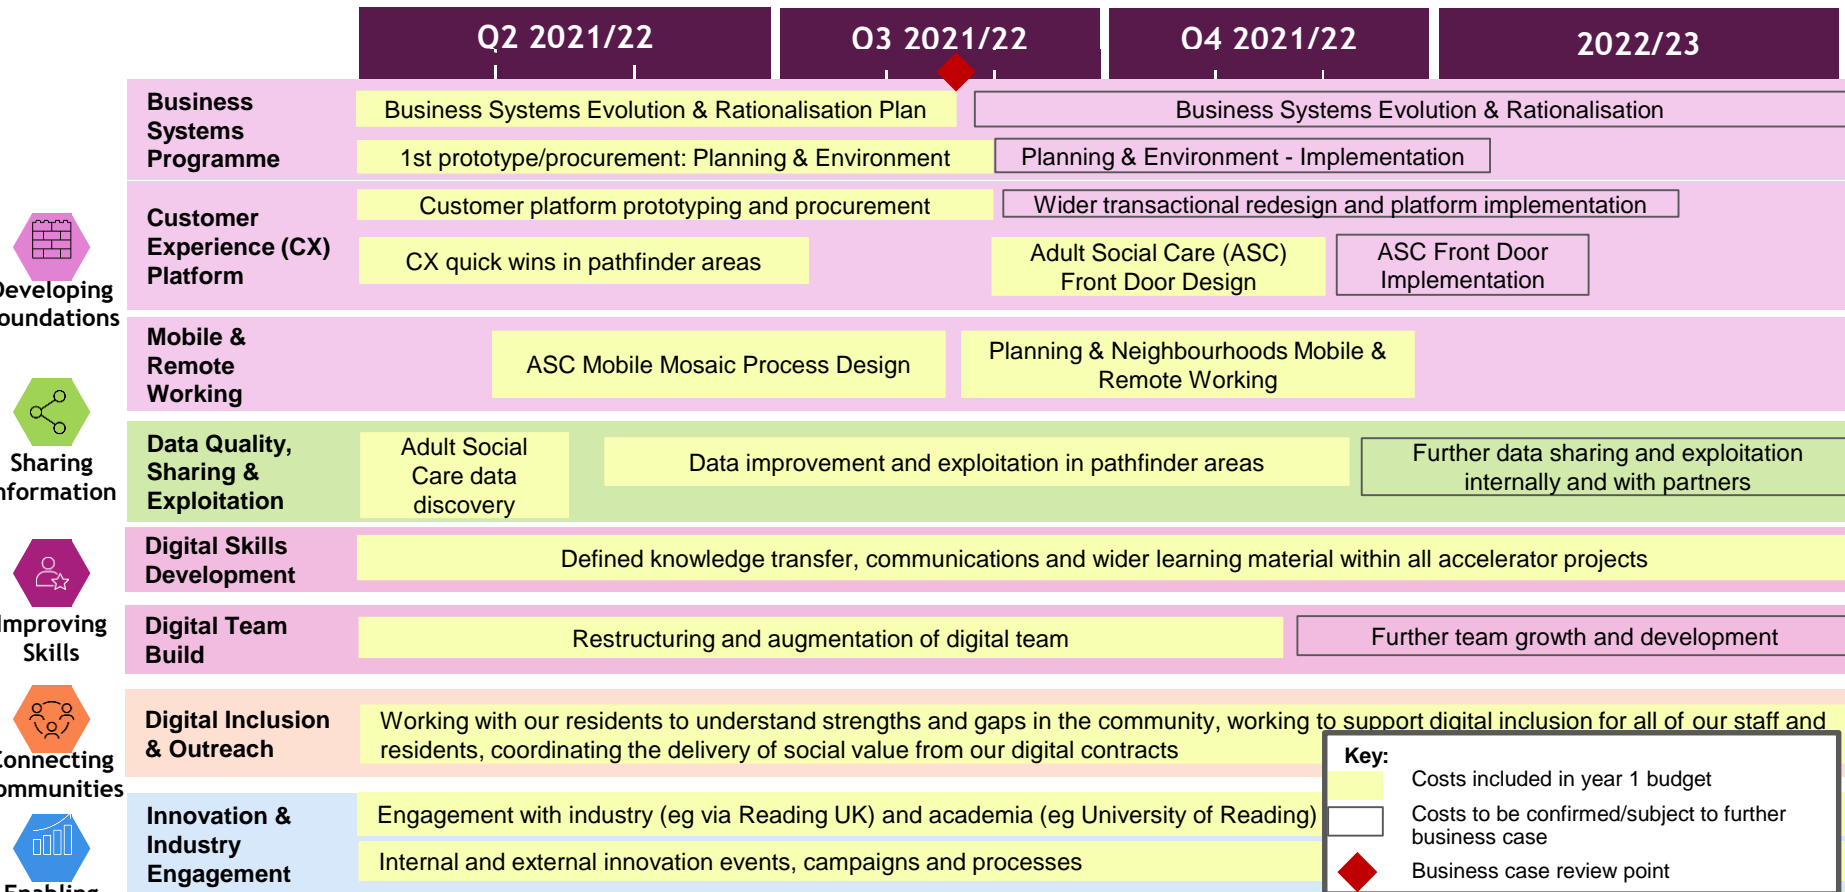 Q2 2021/22
Q3 2021/22
Q4 2021/22
2022/23
Business
Systems
Programme
Business Systems Evolution & Rationalisation Plan
Business Systems Evolution & Rationalisation
1st prototype/procurement: Planning & Environment
Planning & Environment - Implementation
Developing
Foundations
Customer
Experience (CX)
Platform
Customer platform prototyping and procurement
Wider transactional redesign and platform implementation
CX quick wins in pathfinder areas
Adult Social Care (ASC)
Front Door Design
ASC Front Door
Implementation
Mobile &
Remote
Working
ASC Mobile Mosaic Process Design
Planning & Neighbourhoods Mobile &
Remote Working
Sharing
Information
Data Quality,
Sharing &
Exploitation
Adult Social
Care data
discovery
Data improvement and exploitation in pathfinder areas
Further data sharing and exploitation
internally and with partners
Improving
Skills
Digital Skills
Development
Defined knowledge transfer, communications and wider learning material within all accelerator projects
Digital Team
Build
Restructuring and augmentation of digital team
Further team growth and development
Connecting
Communities
Digital Inclusion
& Outreach
Working with our residents to understand strengths and gaps in the community, working to support digital inclusion for all of our staff and
residents, coordinating the delivery of social value from our digital contracts
Enabling
Innovation &
Industry
Engagement
Engagement with industry (eg via Reading UK) and academia (eg University of Reading)
Internal and external innovation events, campaigns and processes
Key:
Costs included in year 1 budget
Costs to be confirmed/subject to further
business case
Business case review point